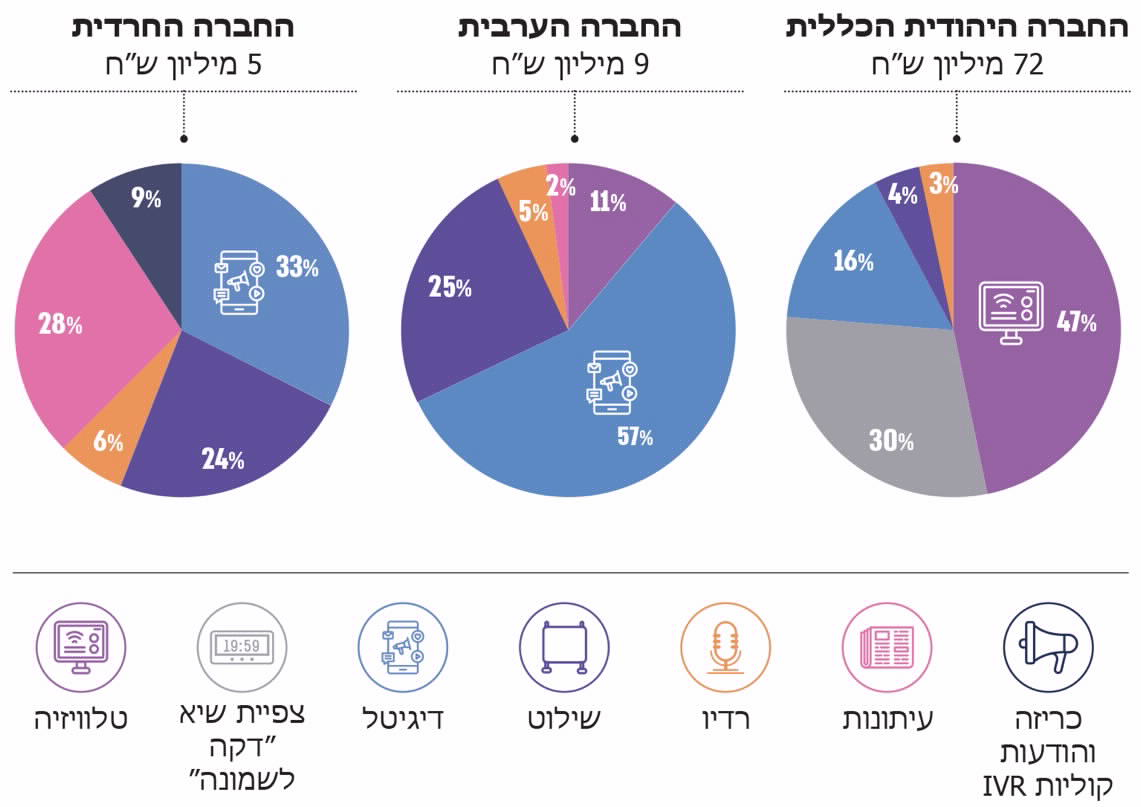 החברה היהודית הכללית
72 מיליון ש״ח
החברה הערבית
9 מיליון ש״ח
החברה החרדית
5 מיליון ש״ח
3%
4%
16%
47%
30%
2%
5%
11%
25%
57%
9%
33%
28%
6%
24%
19:59
כריזה
והודעות
קוליות IVR
עיתונות
רדיו
שילוט
דיגיטל
צפיית שיא
״דקה
לשמונה״
טלוויזיה